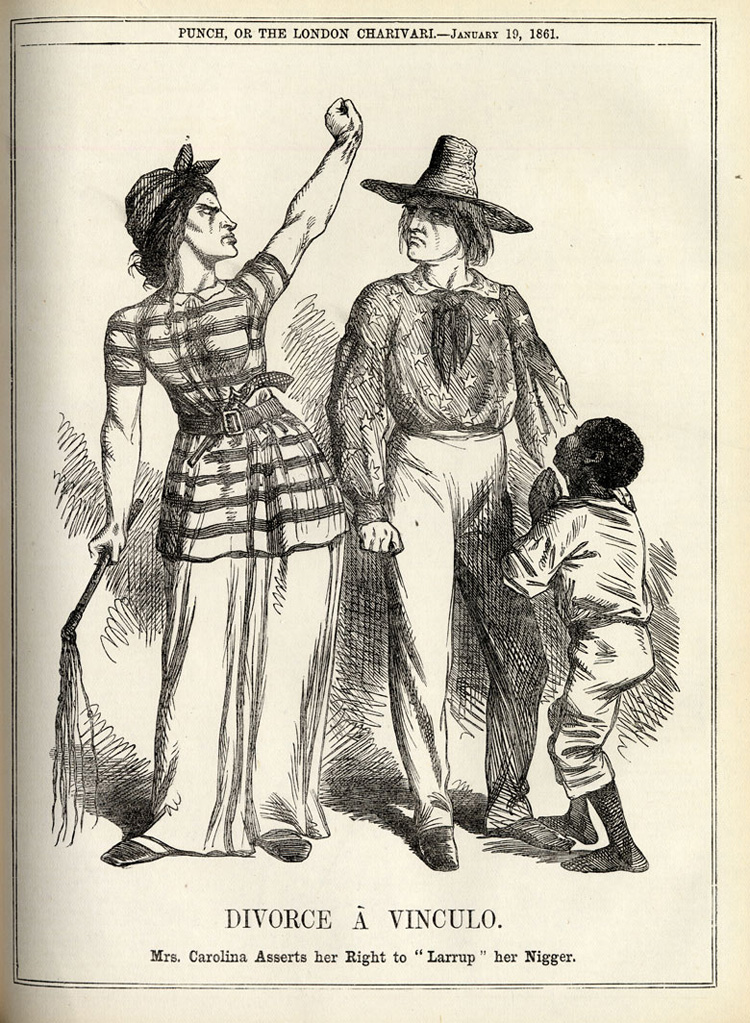 PUNCH, OR THE LONDON CHARIVARI.—JANUARY 19, 1861.
DIVORCE À VINCULO.
Mrs. Carolina Asserts her Right to “Larrup” her Nigger.